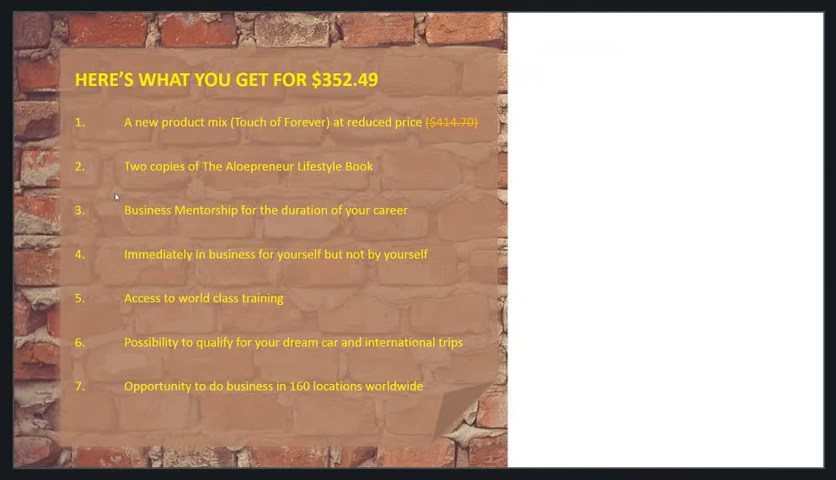 HERE’S WHAT YOU GET FOR $352.49
1. A new product mix (Touch of Forever) at reduced price ($414.70)
2. Two copies of The Aloepreneur Lifestyle Book
3. Business Mentorship for the duration of your career
4. Immediately in business for yourself but not by yourself
5. Access to world class training
6. Possibility to qualify for your dream car and international trips
7. Opportunity to do business in 160 locations worldwide